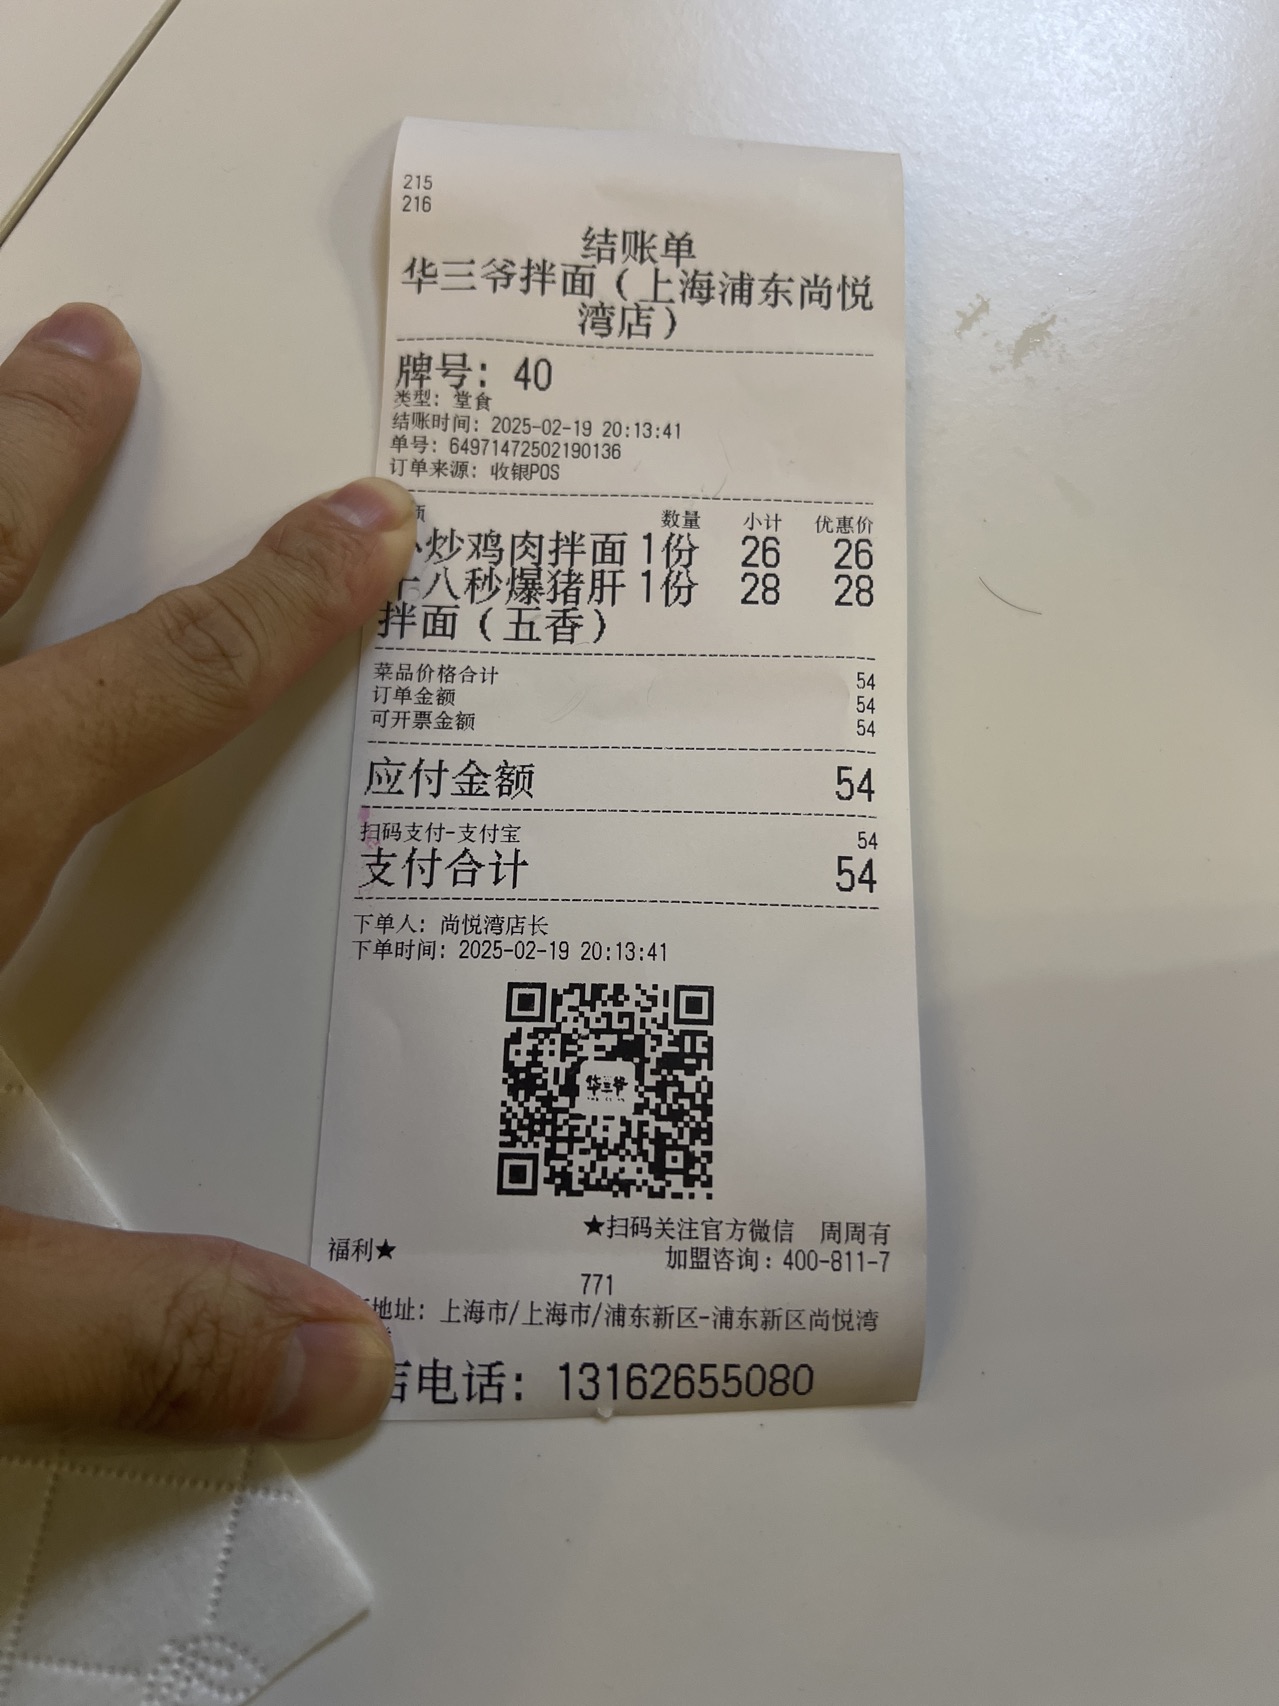 215
216
结账单
华三爷拌面（上海浦东尚悦
湾店）
牌号：40
类型：堂食
结账时间：2025-02-19 20:13:41
单号：64971472502190136
订单来源：收银POS
数量 小计 优惠价
炒鸡肉拌面 1份 26 26
十八秒爆猪肝 1份 28 28
拌面（五香）
菜品价格合计 54
订单金额 54
可开票金额 54
应付金额 54
扫码支付-支付宝 54
支付合计 54
下单人：尚悦湾店长
下单时间：2025-02-19 20:13:41
华三爷
★扫码关注官方微信 周周有
福利★ 加盟咨询：400-811-7
771
地址：上海市/上海市/浦东新区-浦东新区尚悦湾
店电话：13162655080